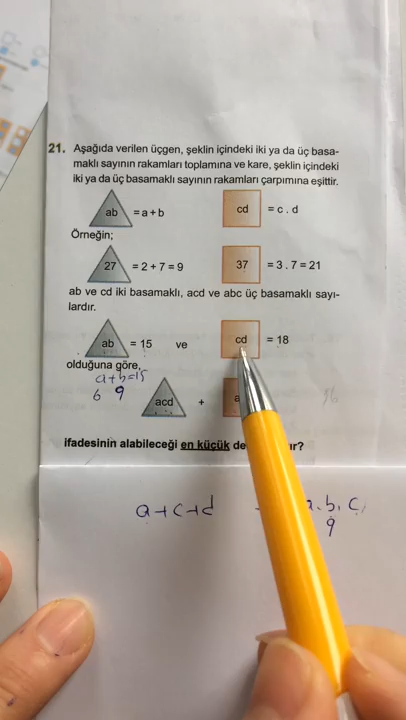 21. Aşağıda verilen üçgen, şeklin içindeki iki ya da üç basa-
maklı sayının rakamları toplamına ve kare, şeklin içindeki
iki ya da üç basamaklı sayının rakamları çarpımına eşittir.
ab = a + b cd = c . d
Örneğin;
27 = 2 + 7 = 9 37 = 3 . 7 = 21
ab ve cd iki basamaklı, acd ve abc üç basamaklı sayı-
lardır.
ab = 15 ve cd = 18
olduğuna göre,
a+b=15
6 9
acd + a
ifadesinin alabileceği en küçük de ır?
a+c+d a.b.c
9